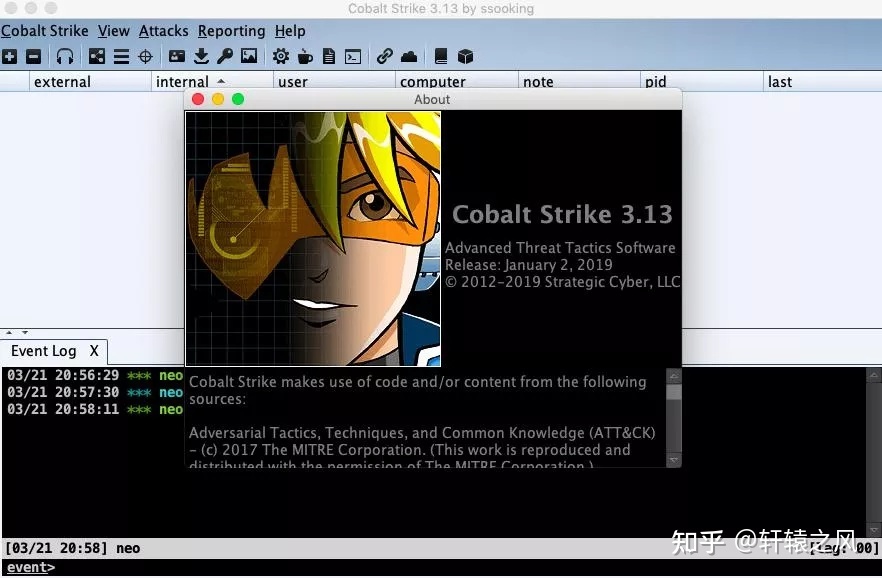 Cobalt Strike 3.13 by ssooking
Cobalt Strike View Attacks Reporting Help
external internal user computer note pid last
About
Cobalt Strike 3.13
Advanced Threat Tactics Software
Release: January 2, 2019
© 2012-2019 Strategic Cyber, LLC
Event Log X
03/21 20:56:29 *** neo
03/21 20:57:30 *** neo
03/21 20:58:11 *** neo
Cobalt Strike makes use of code and/or content from the following
sources:
Adversarial Tactics, Techniques, and Common Knowledge (ATT&CK)
- (c) 2017 The MITRE Corporation. (This work is reproduced and
distributed with the permission of The MITRE Corporation.)
知乎 @轩辕之风
[03/21 20:58] neo [lag: 00]
event>